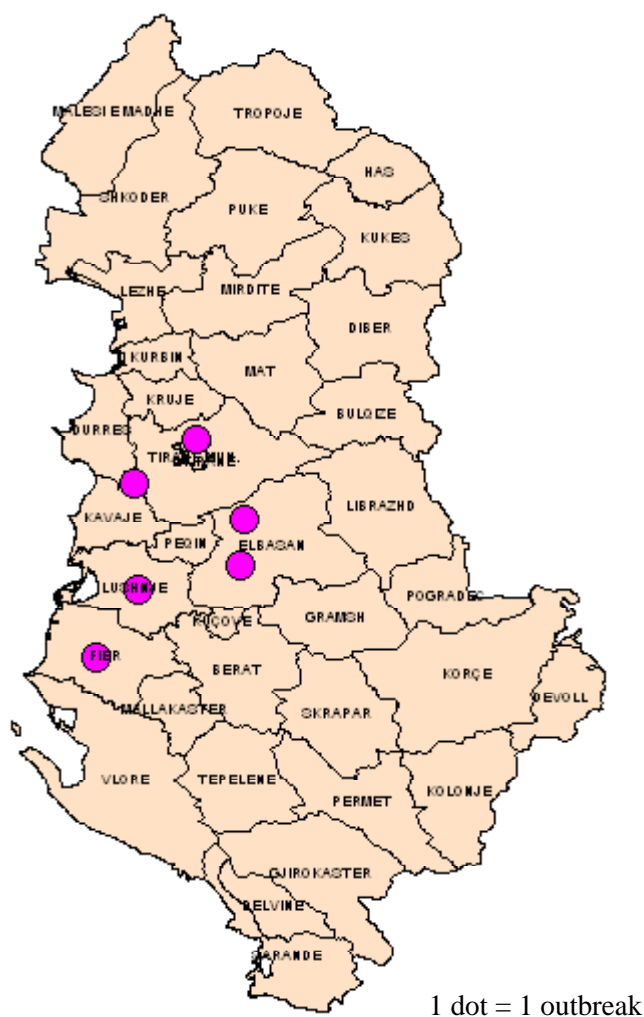 MALESI E MADHE
TROPOJE
HAS
SHKODER
PUKE
KUKES
LEZHE
MIRDITE
DIBER
KURBIN
MAT
KRUJE
BULQIZE
DURRES
LIBRAZHD
KAVAJE
PEQIN
ELBASAN
LUSHNJE
POGRADEC
GRAMSH
KUÇOVE
FIER
BERAT
KORÇE
DEVOLL
MALLAKASTER
SKRAPAR
VLORE
TEPELENE
PERMET
KOLONJE
GJIROKASTER
DELVINE
SARANDE
1 dot = 1 outbreak